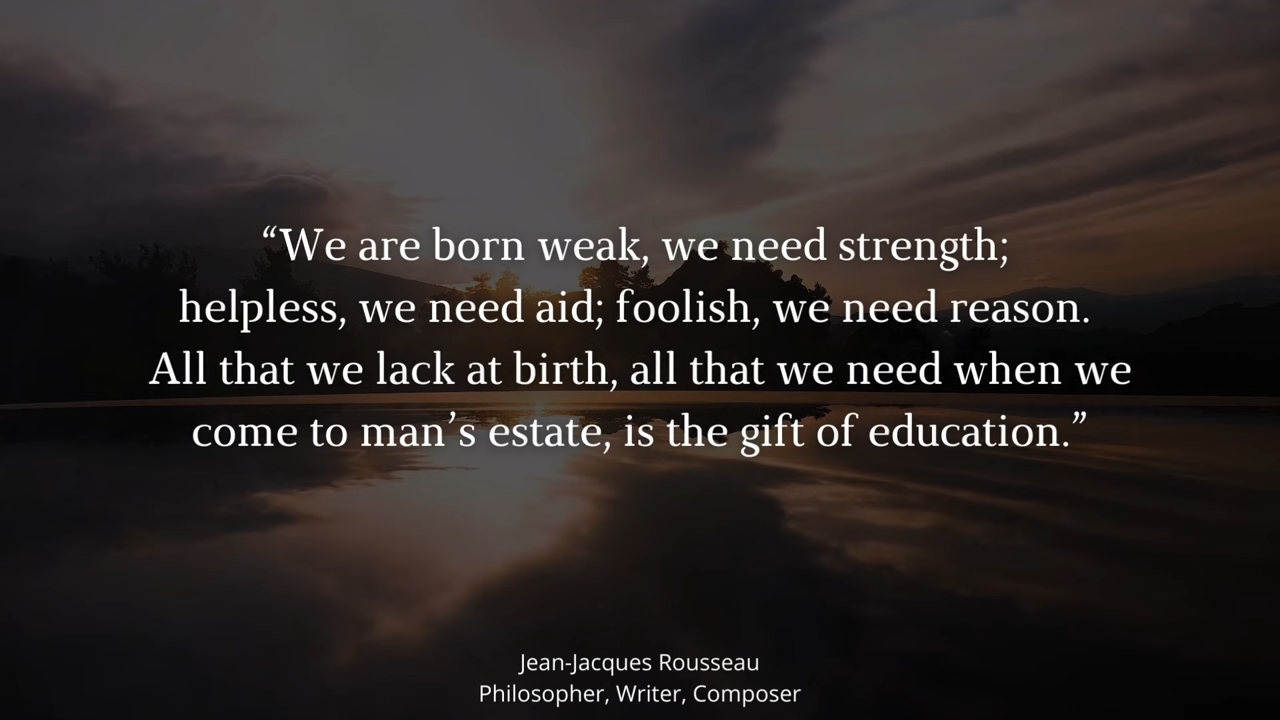 “We are born weak, we need strength;
helpless, we need aid; foolish, we need reason.
All that we lack at birth, all that we need when we
come to man’s estate, is the gift of education.”
Jean-Jacques Rousseau
Philosopher, Writer, Composer